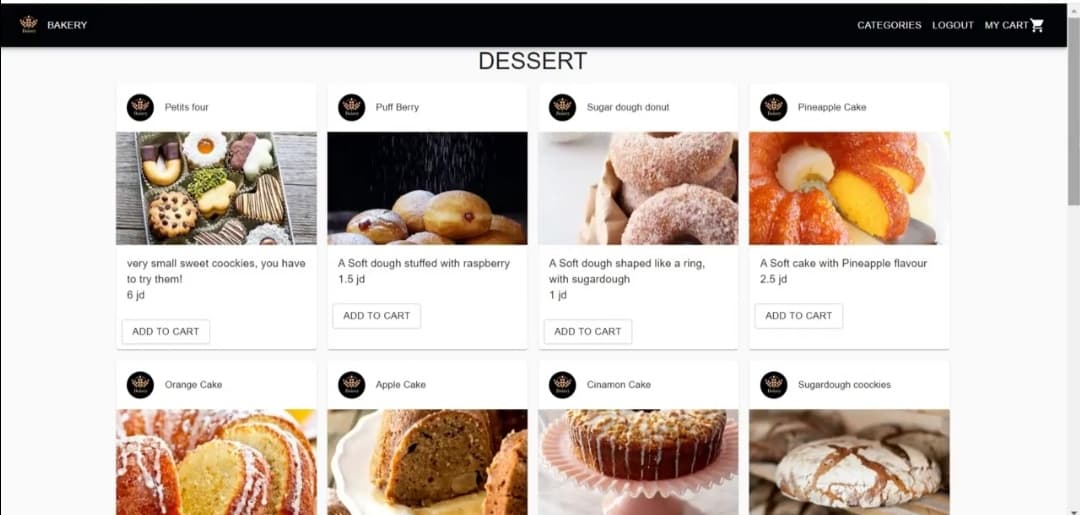 BAKERY
CATEGORIES LOGOUT MY CART
DESSERT
Petits four
very small sweet coockies, you have
to try them!
6 jd
ADD TO CART
Puff Berry
A Soft dough stuffed with raspberry
1.5 jd
ADD TO CART
Sugar dough donut
A Soft dough shaped like a ring,
with sugardough
1 jd
ADD TO CART
Pineapple Cake
A Soft cake with Pineapple flavour
2.5 jd
ADD TO CART
Orange Cake
Apple Cake
Cinamon Cake
Sugardough coockies